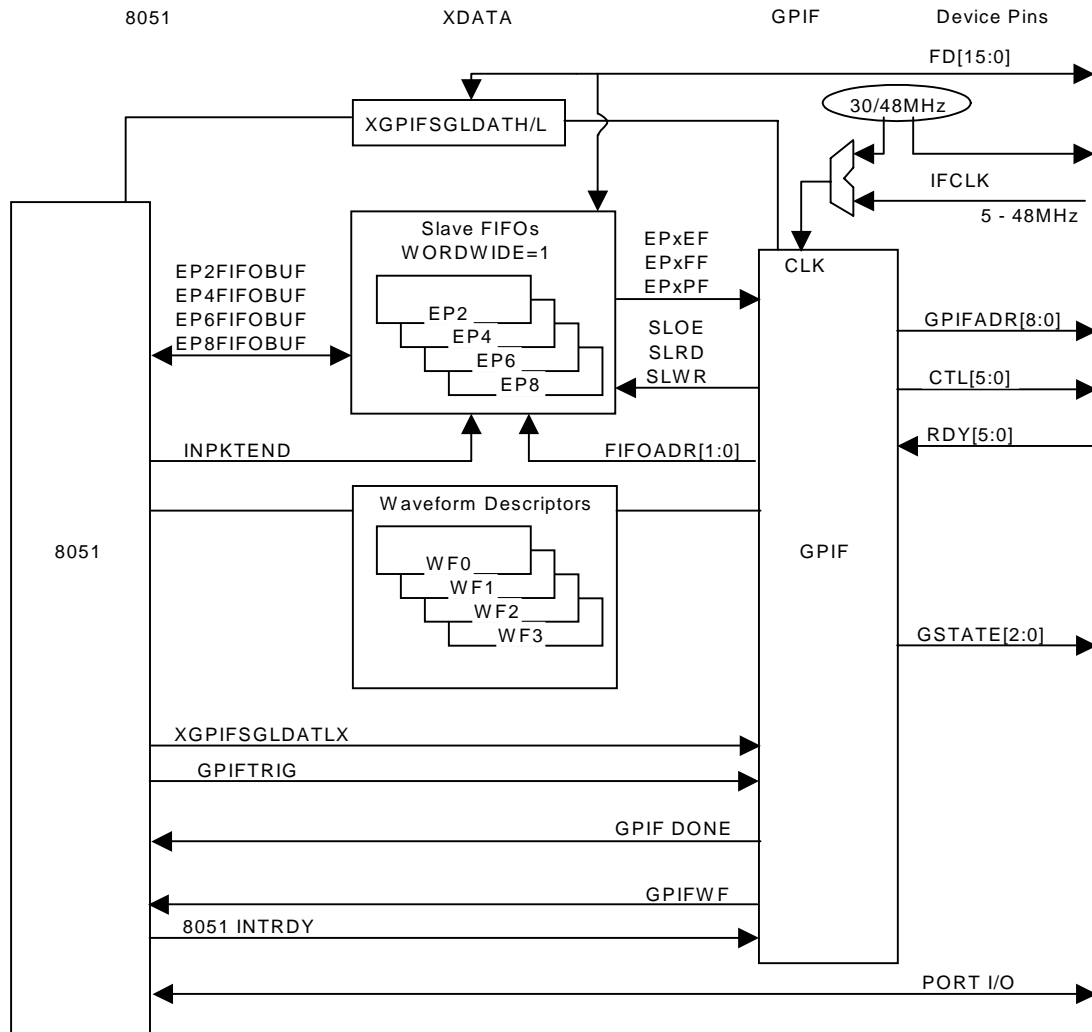 8051 XDATA GPIF Device Pins
FD[15:0]
30/48MHz
XGPIFSGLDATH/L
IFCLK
5 - 48MHz
Slave FIFOs
WORDWIDE=1
EP2
EP4
EP6
EP8
EPxEF
EPxFF
EPxPF
SLOE
SLRD
SLWR
CLK
EP2FIFOBUF
EP4FIFOBUF
EP6FIFOBUF
EP8FIFOBUF
GPIFADR[8:0]
CTL[5:0]
RDY[5:0]
INPKTEND
FIFOADR[1:0]
Waveform Descriptors
WF0
WF1
WF2
WF3
8051
GPIF
GSTATE[2:0]
XGPIFSGLDATLX
GPIFTRIG
GPIF DONE
GPIFWF
8051 INTRDY
PORT I/O